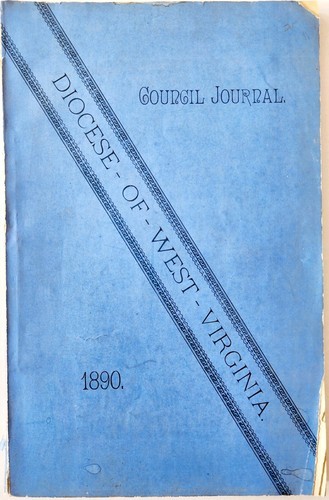 Council Journal.
DIOCESE - OF - WEST - VIRGINIA.
1890.